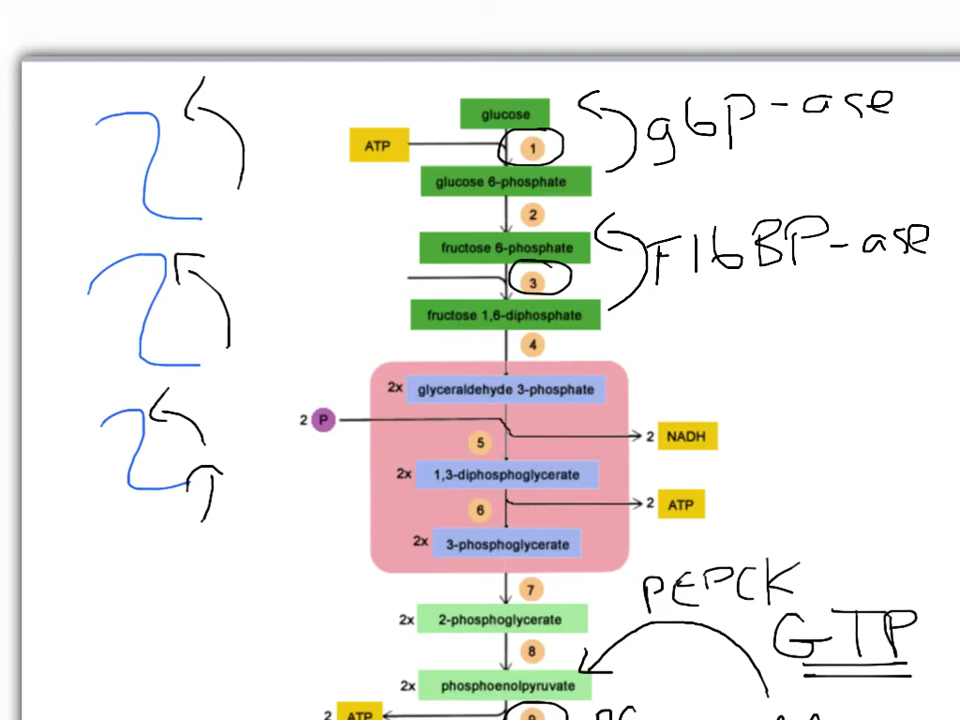 glucose
g6P-ase
ATP
1
glucose 6-phosphate
2
fructose 6-phosphate
F16BP-ase
3
fructose 1,6-diphosphate
4
2x glyceraldehyde 3-phosphate
2 P
2 NADH
5
2x 1,3-diphosphoglycerate
6
2 ATP
2x 3-phosphoglycerate
7
PEPCK
2x 2-phosphoglycerate
GTP
8
2x phosphoenolpyruvate
2 ATP